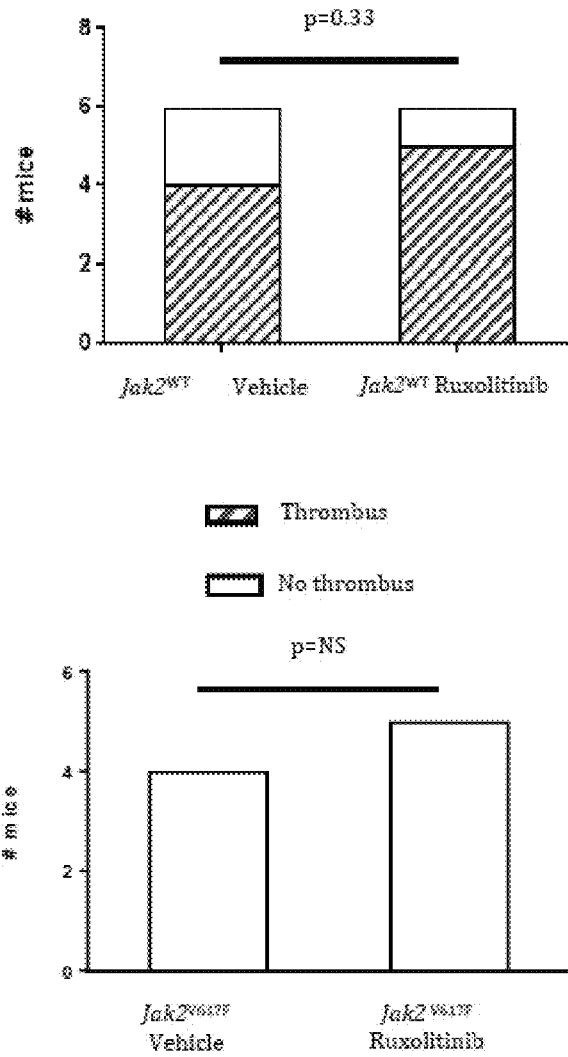 p=0.33
8
6
4
2
0
# mice
Jak2WT Vehicle
Jak2WT Ruxolitinib
Thrombus
No thrombus
p=NS
6
4
2
0
# mice
Jak2V617F
Vehicle
Jak2V617F
Ruxolitinib